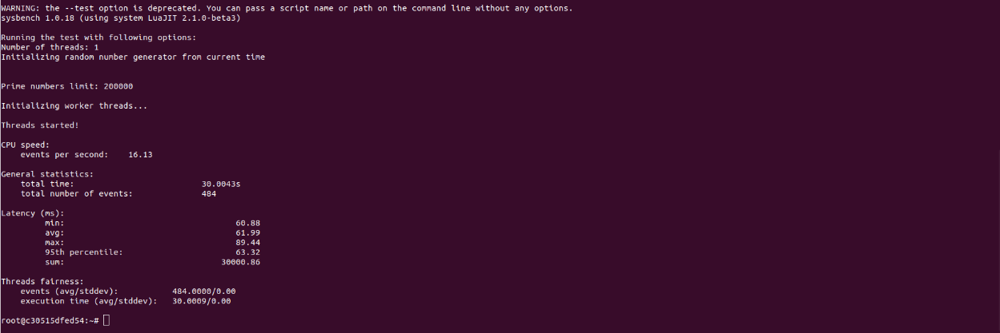 WARNING: the --test option is deprecated. You can pass a script name or path on the command line without any options.
sysbench 1.0.18 (using system LuaJIT 2.1.0-beta3)
Running the test with following options:
Number of threads: 1
Initializing random number generator from current time
Prime numbers limit: 200000
Initializing worker threads...
Threads started!
CPU speed:
events per second: 16.13
General statistics:
total time: 30.0043s
total number of events: 484
Latency (ms):
min: 60.88
avg: 61.99
max: 89.44
95th percentile: 63.32
sum: 30000.86
Threads fairness:
events (avg/stddev): 484.0000/0.00
execution time (avg/stddev): 30.0009/0.00
root@c30515dfed54:~#